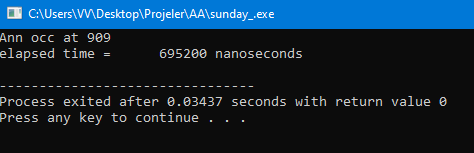 C:\Users\VV\Desktop\Projeler\AA\sunday_.exe
Ann occ at 909
elapsed time =      695200 nanoseconds
--------------------------------
Process exited after 0.03437 seconds with return value 0
Press any key to continue . . .